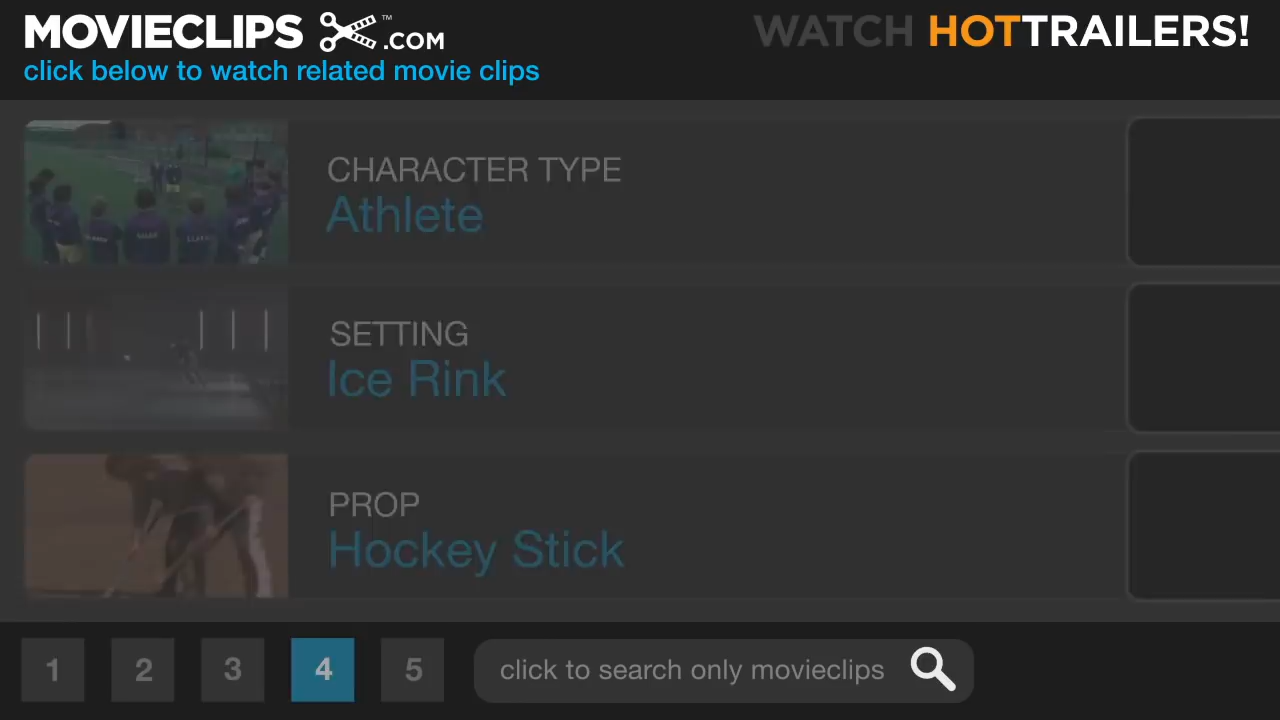 MOVIECLIPS ™ .COM
click below to watch related movie clips
WATCH HOTTRAILERS!
CHARACTER TYPE
Athlete
SETTING
Ice Rink
PROP
Hockey Stick
1 2 3 4 5 click to search only movieclips